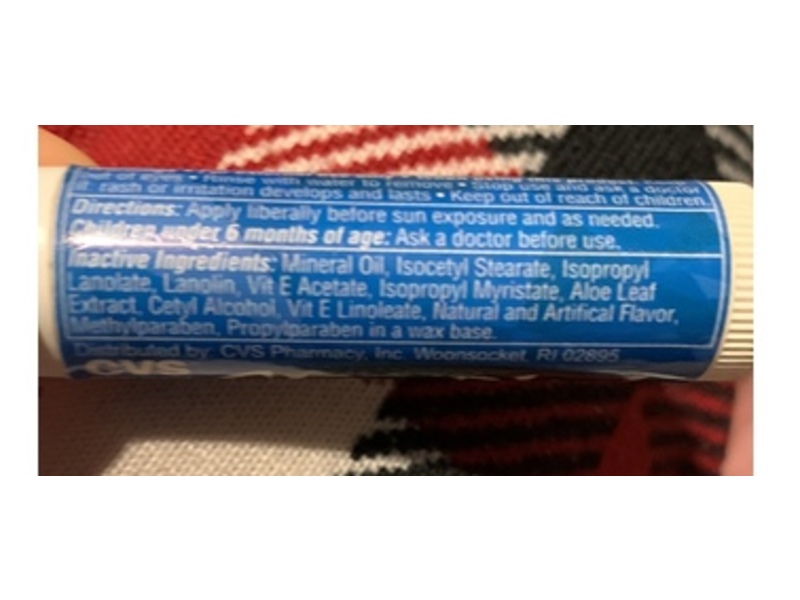 out of eyes • Rinse with water to remove • Stop use and ask a doctor
if rash or irritation develops and lasts • Keep out of reach of children.
Directions: Apply liberally before sun exposure and as needed.
Children under 6 months of age: Ask a doctor before use.
Inactive Ingredients: Mineral Oil, Isocetyl Stearate, Isopropyl
Lanolate, Lanolin, Vit E Acetate, Isopropyl Myristate, Aloe Leaf
Extract, Cetyl Alcohol, Vit E Linoleate, Natural and Artifical Flavor,
Methylparaben, Propylparaben in a wax base.
Distributed by: CVS Pharmacy, Inc. Woonsocket, RI 02895
CVS